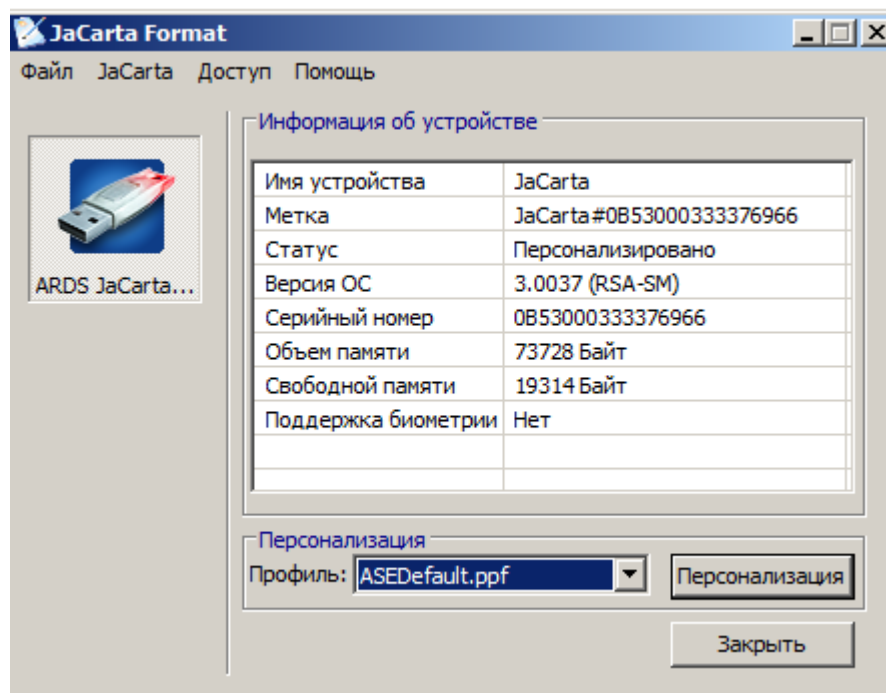 JaCarta Format
Файл JaCarta Доступ Помощь
ARDS JaCarta...
Информация об устройстве
Имя устройства JaCarta
Метка JaCarta#0B53000333376966
Статус Персонализировано
Версия ОС 3.0037 (RSA-SM)
Серийный номер 0B53000333376966
Объем памяти 73728 Байт
Свободной памяти 19314 Байт
Поддержка биометрии Нет
Персонализация
Профиль: ASEDefault.ppf Персонализация
Закрыть